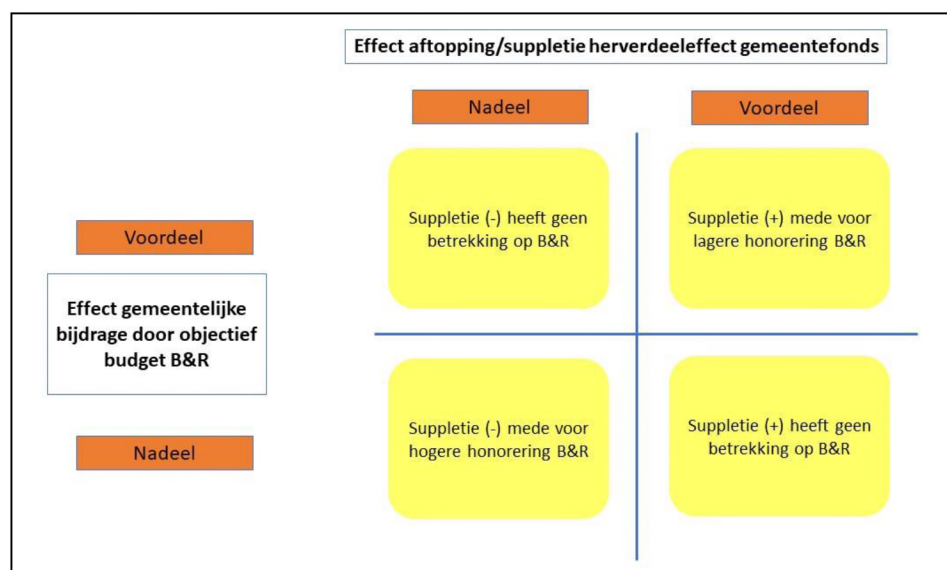 Effect aftopping/suppletie herverdeeleffect gemeentefonds
Nadeel
Voordeel
Suppletie (-) heeft geen
betrekking op B&R
Suppletie (+) mede voor
lagere honorering B&R
Voordeel
Effect gemeentelijke
bijdrage door objectief
budget B&R
Nadeel
Suppletie (-) mede voor
hogere honorering B&R
Suppletie (+) heeft geen
betrekking op B&R